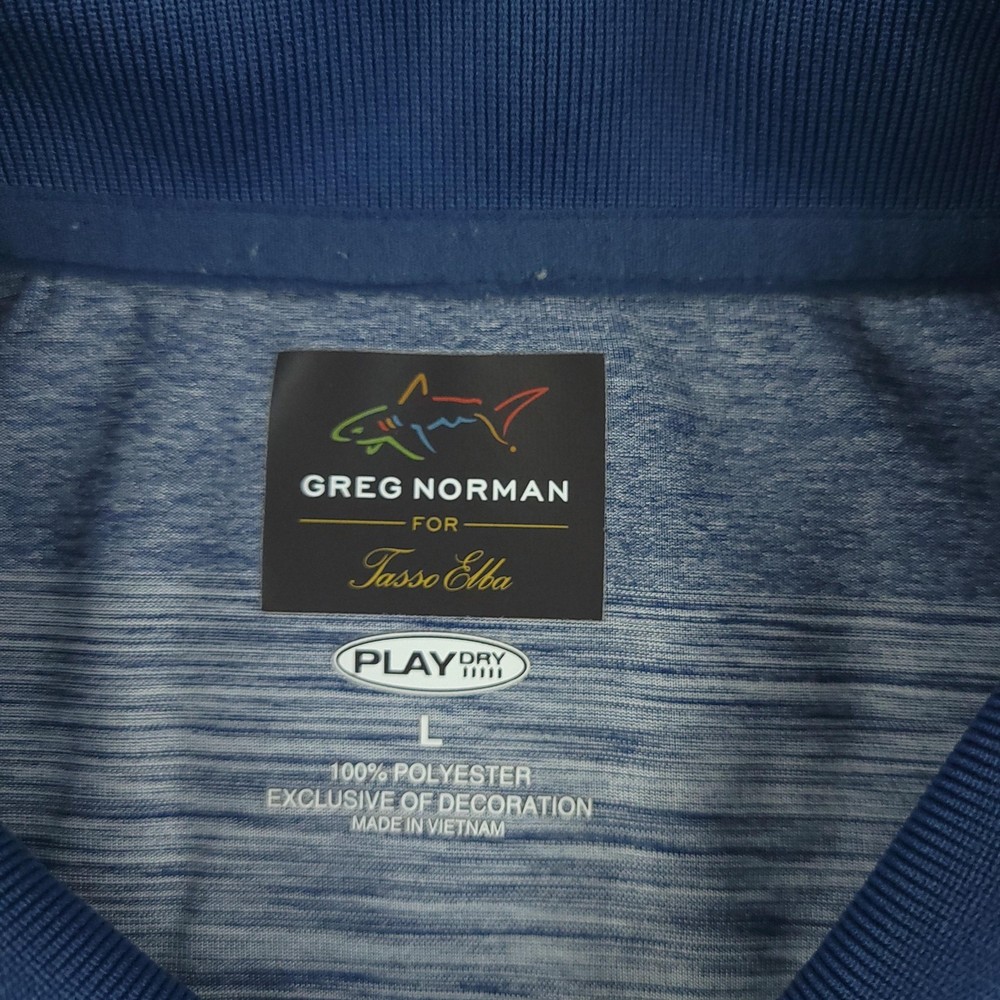 GREG NORMAN
FOR
Tasso Elba
PLAY DRY
L
100% POLYESTER
EXCLUSIVE OF DECORATION
MADE IN VIETNAM